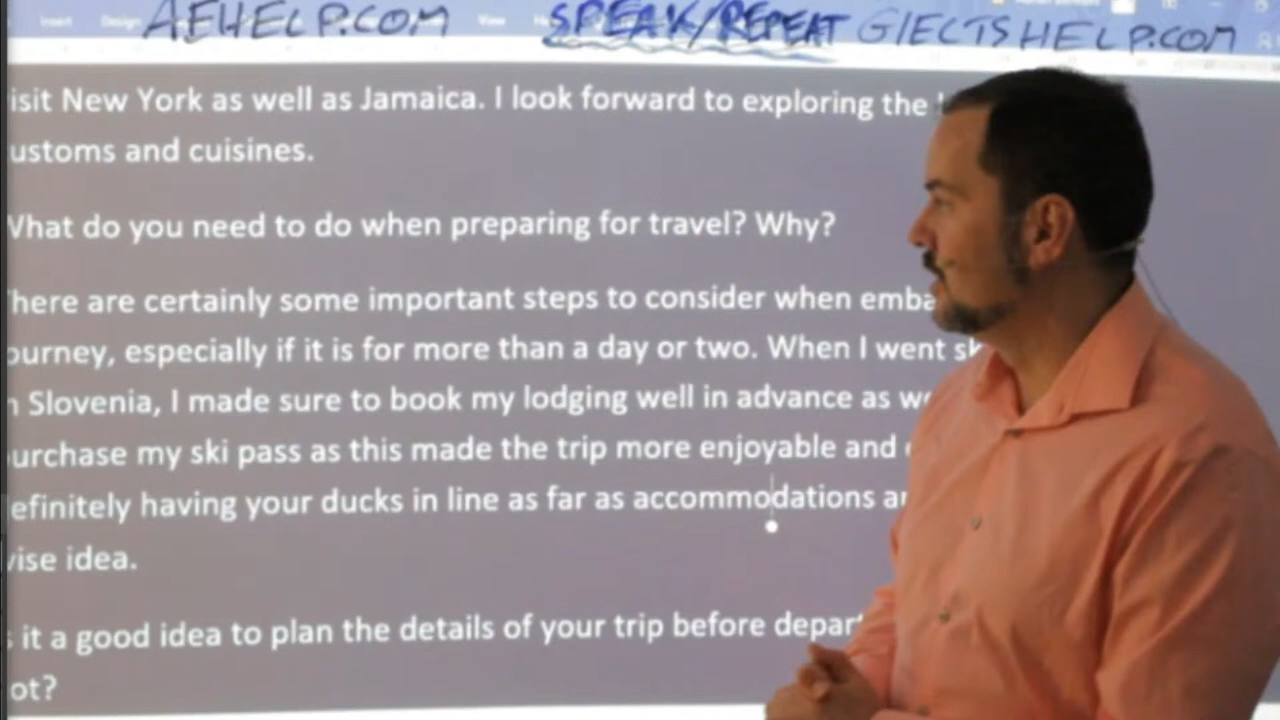 AEHELP.COM SPEAK/REPEAT GIECTSHELP.COM
isit New York as well as Jamaica. I look forward to exploring the
ustoms and cuisines.
What do you need to do when preparing for travel? Why?
here are certainly some important steps to consider when emba
ourney, especially if it is for more than a day or two. When I went sk
n Slovenia, I made sure to book my lodging well in advance as we
urchase my ski pass as this made the trip more enjoyable and
efinitely having your ducks in line as far as accommodations an
wise idea.
s it a good idea to plan the details of your trip before depart
ot?